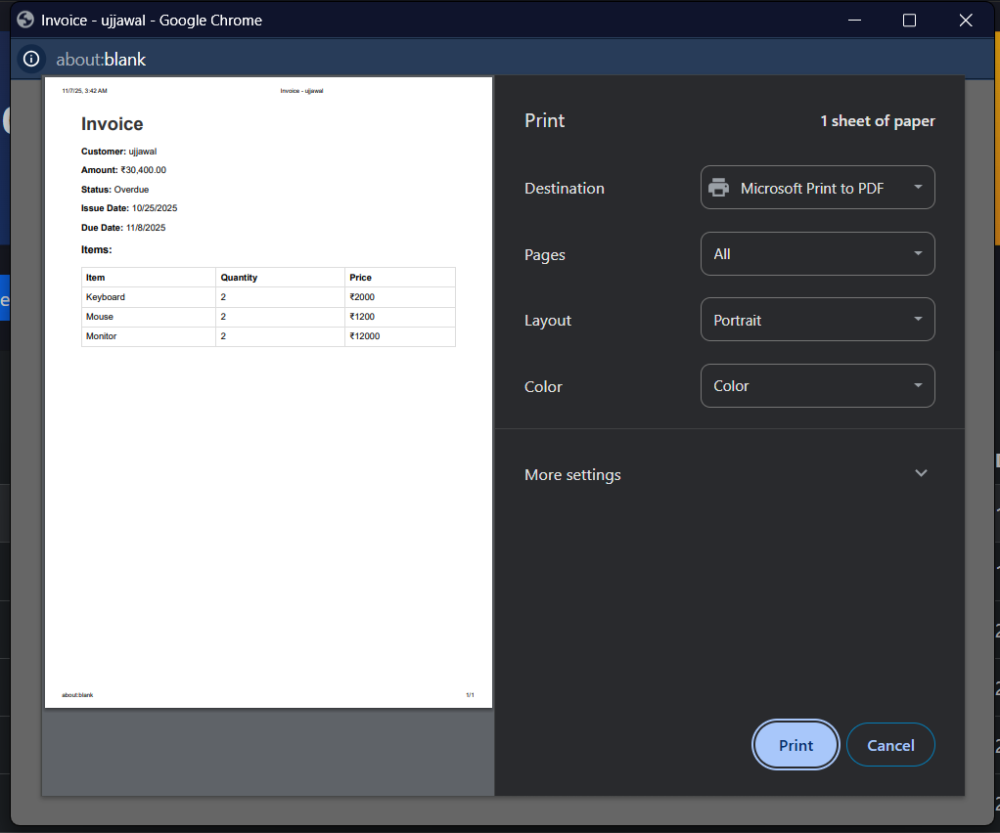 Invoice - ujjawal - Google Chrome
about:blank
11/7/25, 3:42 AM Invoice - ujjawal
Invoice
Customer: ujjawal
Amount: ₹30,400.00
Status: Overdue
Issue Date: 10/25/2025
Due Date: 11/8/2025
Items:
Item Quantity Price
Keyboard 2 ₹2000
Mouse 2 ₹1200
Monitor 2 ₹12000
about:blank 1/1
Print 1 sheet of paper
Destination Microsoft Print to PDF
Pages All
Layout Portrait
Color Color
More settings
Print Cancel